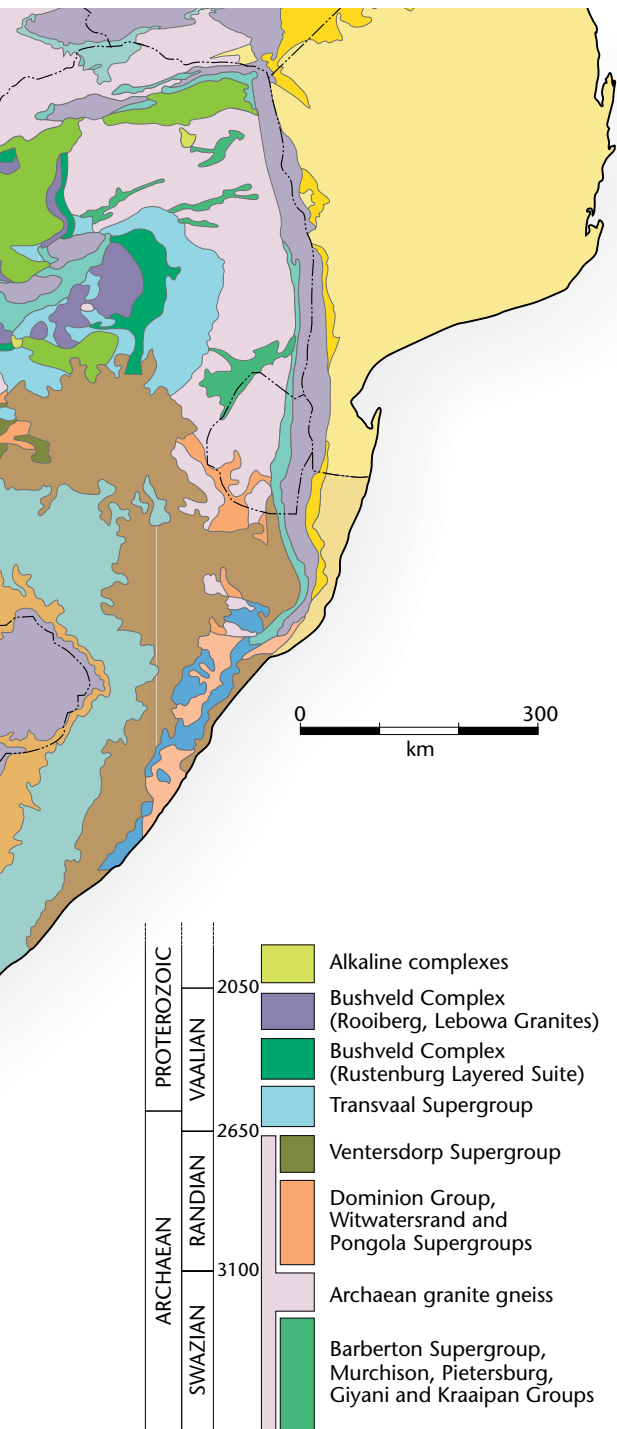 0 300
km
PROTEROZOIC
ARCHAEAN
VAALIAN
RANDIAN
SWAZIAN
2050
2650
3100
Alkaline complexes
Bushveld Complex
(Rooiberg, Lebowa Granites)
Bushveld Complex
(Rustenburg Layered Suite)
Transvaal Supergroup
Ventersdorp Supergroup
Dominion Group,
Witwatersrand and
Pongola Supergroups
Archaean granite gneiss
Barberton Supergroup,
Murchison, Pietersburg,
Giyani and Kraaipan Groups